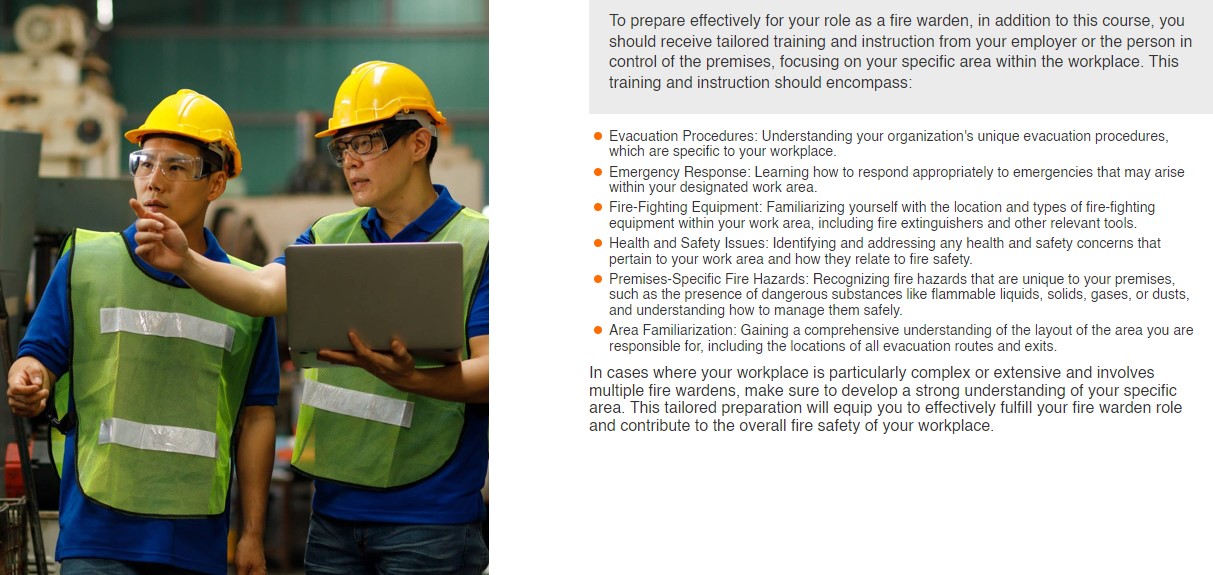 To prepare effectively for your role as a fire warden, in addition to this course, you
should receive tailored training and instruction from your employer or the person in
control of the premises, focusing on your specific area within the workplace. This
training and instruction should encompass:
Evacuation Procedures: Understanding your organization's unique evacuation procedures,
which are specific to your workplace.
Emergency Response: Learning how to respond appropriately to emergencies that may arise
within your designated work area.
Fire-Fighting Equipment: Familiarizing yourself with the location and types of fire-fighting
equipment within your work area, including fire extinguishers and other relevant tools.
Health and Safety Issues: Identifying and addressing any health and safety concerns that
pertain to your work area and how they relate to fire safety.
Premises-Specific Fire Hazards: Recognizing fire hazards that are unique to your premises,
such as the presence of dangerous substances like flammable liquids, solids, gases, or dusts,
and understanding how to manage them safely.
Area Familiarization: Gaining a comprehensive understanding of the layout of the area you are
responsible for, including the locations of all evacuation routes and exits.
In cases where your workplace is particularly complex or extensive and involves
multiple fire wardens, make sure to develop a strong understanding of your specific
area. This tailored preparation will equip you to effectively fulfill your fire warden role
and contribute to the overall fire safety of your workplace.